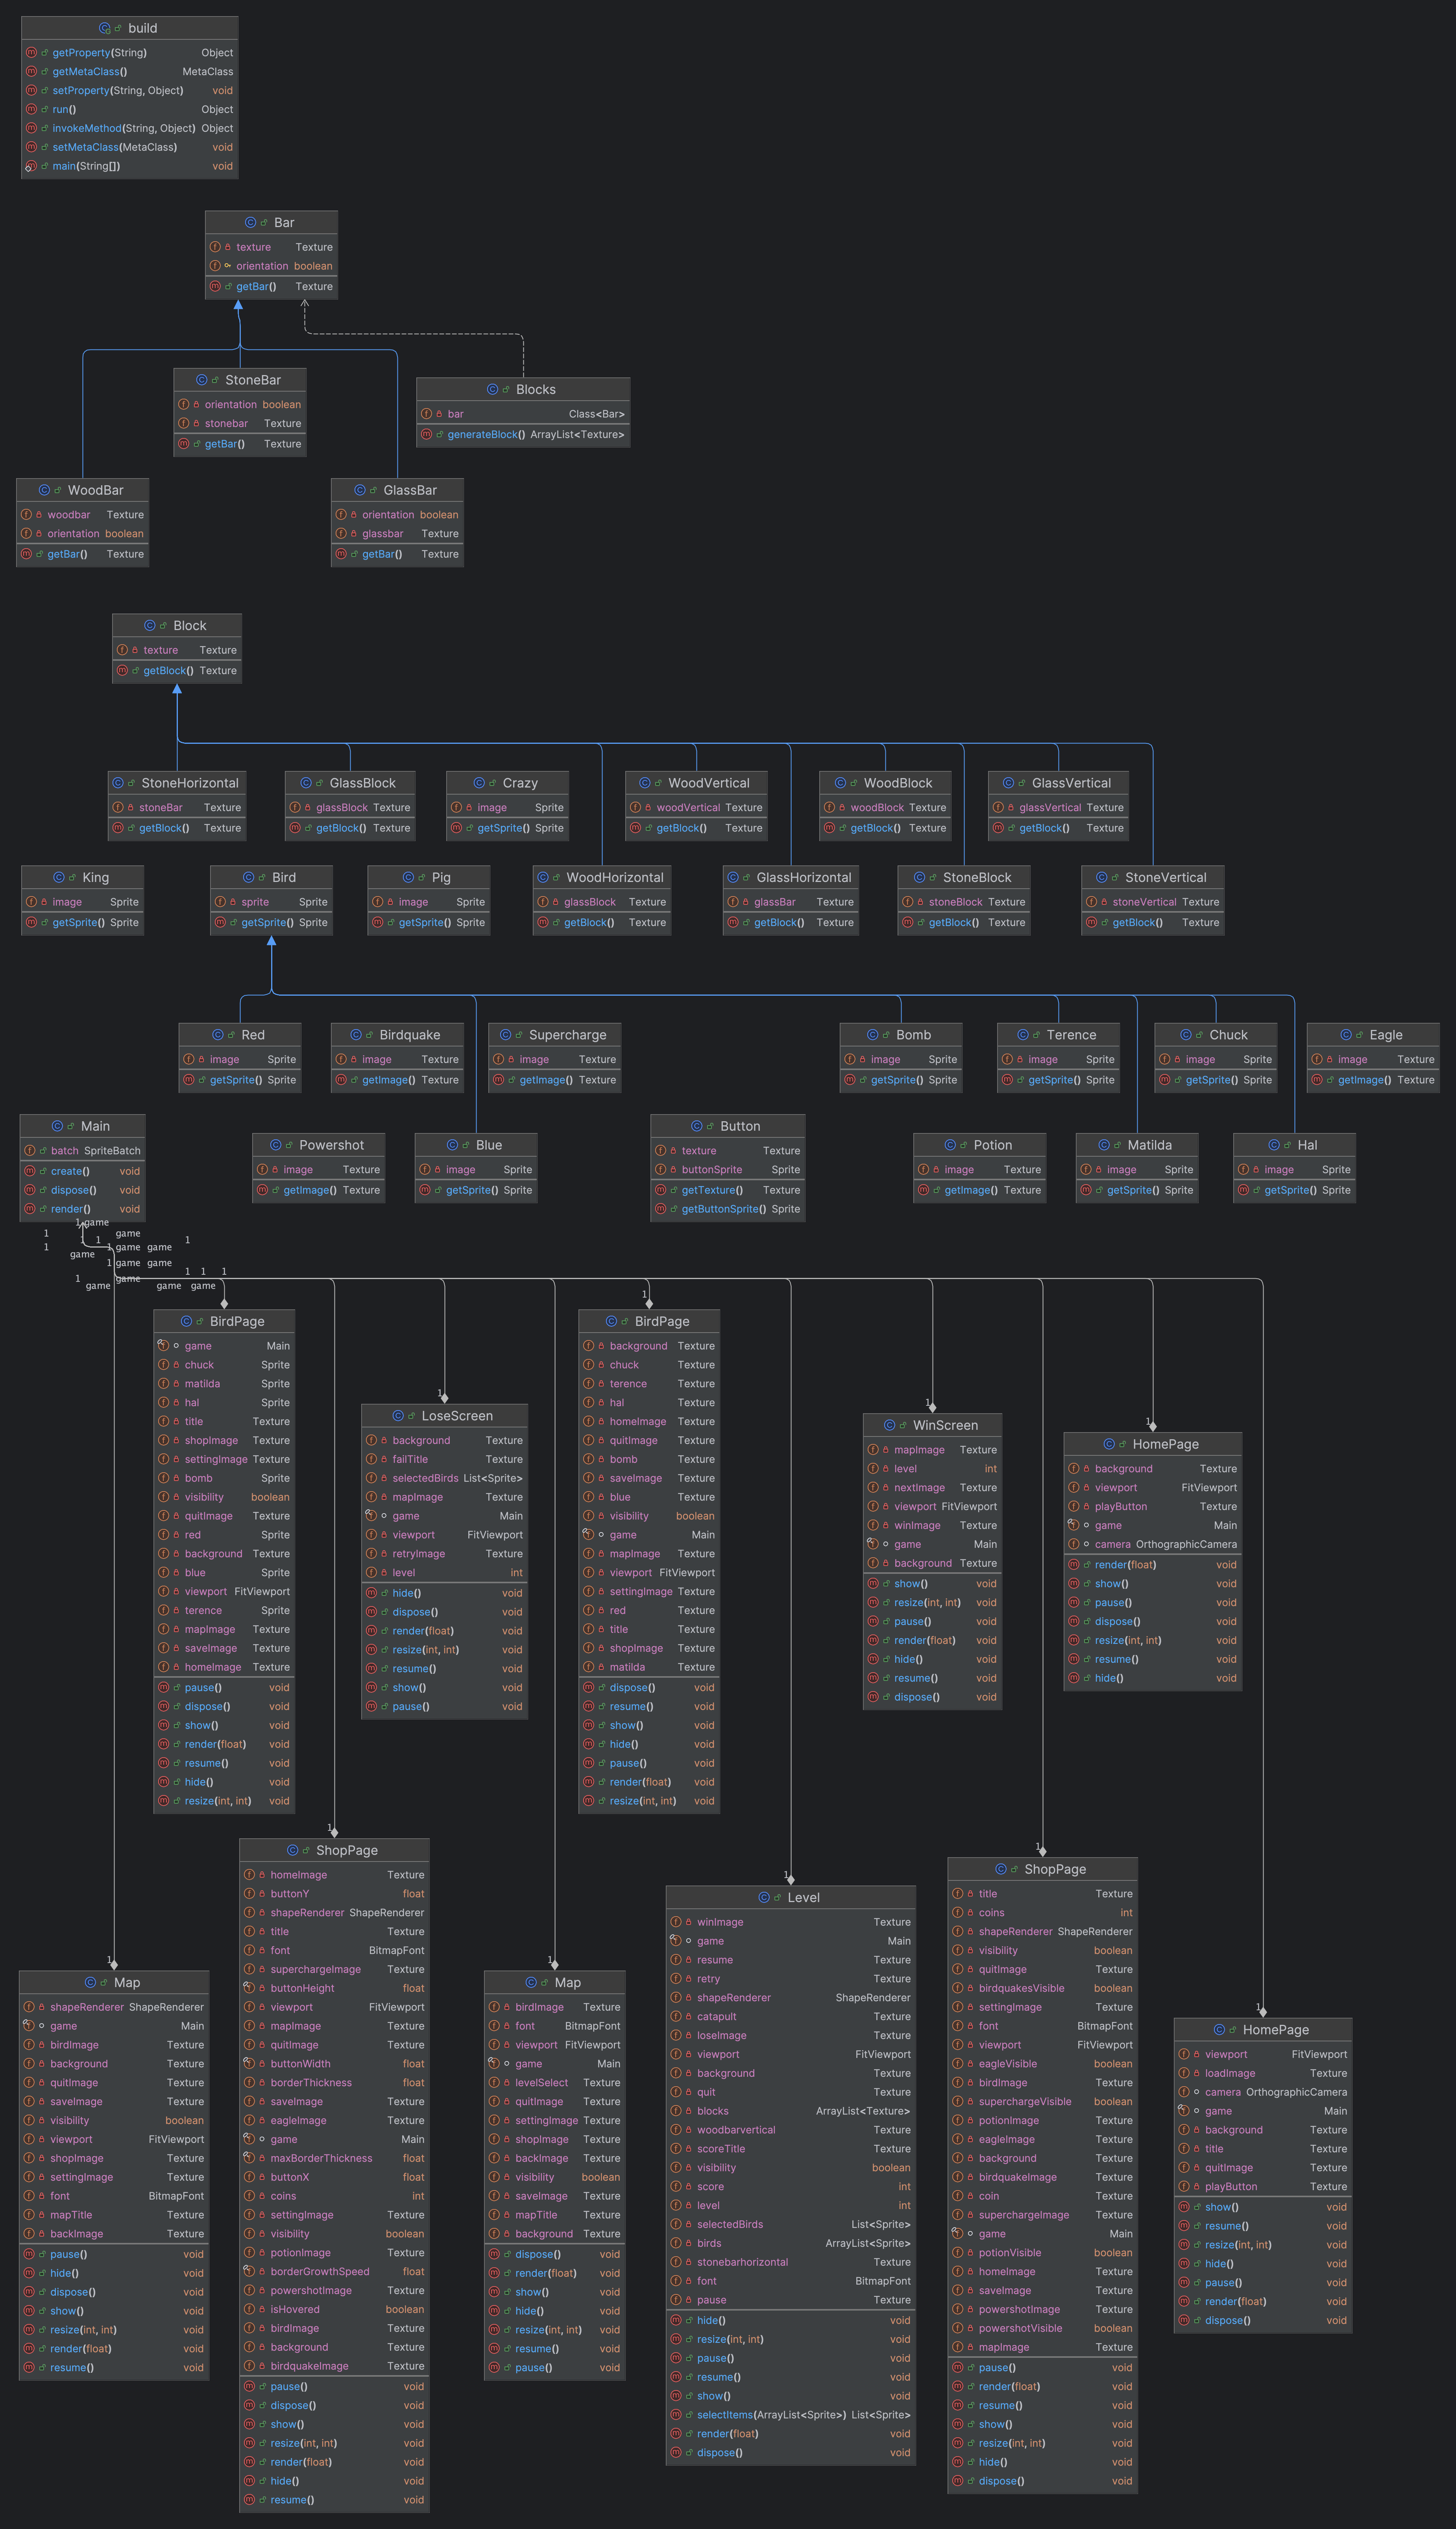 build
getProperty(String) Object
getMetaClass() MetaClass
setProperty(String, Object) void
run() Object
invokeMethod(String, Object) Object
setMetaClass(MetaClass) void
main(String[]) void
Bar
texture Texture
orientation boolean
getBar() Texture
StoneBar
orientation boolean
stonebar Texture
getBar() Texture
Blocks
bar Class<Bar>
generateBlock() ArrayList<Texture>
WoodBar
woodbar Texture
orientation boolean
getBar() Texture
GlassBar
orientation boolean
glassbar Texture
getBar() Texture
Block
texture Texture
getBlock() Texture
StoneHorizontal
stoneBar Texture
getBlock() Texture
GlassBlock
glassBlock Texture
getBlock() Texture
Crazy
image Sprite
getSprite() Sprite
WoodVertical
woodVertical Texture
getBlock() Texture
WoodBlock
woodBlock Texture
getBlock() Texture
GlassVertical
glassVertical Texture
getBlock() Texture
King
image Sprite
getSprite() Sprite
Bird
sprite Sprite
getSprite() Sprite
Pig
image Sprite
getSprite() Sprite
WoodHorizontal
glassBlock Texture
getBlock() Texture
GlassHorizontal
glassBar Texture
getBlock() Texture
StoneBlock
stoneBlock Texture
getBlock() Texture
StoneVertical
stoneVertical Texture
getBlock() Texture
Red
image Sprite
getSprite() Sprite
Birdquake
image Texture
getImage() Texture
Supercharge
image Texture
getImage() Texture
Bomb
image Sprite
getSprite() Sprite
Terence
image Sprite
getSprite() Sprite
Chuck
image Sprite
getSprite() Sprite
Eagle
image Texture
getImage() Texture
Main
batch SpriteBatch
create() void
dispose() void
render() void
Powershot
image Texture
getImage() Texture
Blue
image Sprite
getSprite() Sprite
Button
texture Texture
buttonSprite Sprite
getTexture() Texture
getButtonSprite() Sprite
Potion
image Texture
getImage() Texture
Matilda
image Sprite
getSprite() Sprite
Hal
image Sprite
getSprite() Sprite
1 game
1 game
1 1 1
1 1 game game
game
1 game game
1 game 1 1 1
game game game
BirdPage
game Main
chuck Sprite
matilda Sprite
hal Sprite
title Texture
shopImage Texture
settingImage Texture
bomb Sprite
visibility boolean
quitImage Texture
red Sprite
background Texture
blue Sprite
viewport FitViewport
terence Sprite
mapImage Texture
saveImage Texture
homeImage Texture
pause() void
dispose() void
show() void
render(float) void
resume() void
hide() void
resize(int, int) void
1
LoseScreen
background Texture
failTitle Texture
selectedBirds List<Sprite>
mapImage Texture
game Main
viewport FitViewport
retryImage Texture
level int
hide() void
dispose() void
render(float) void
resize(int, int) void
resume() void
show() void
pause() void
1
BirdPage
background Texture
chuck Texture
terence Texture
hal Texture
homeImage Texture
quitImage Texture
bomb Texture
saveImage Texture
blue Texture
visibility boolean
game Main
mapImage Texture
viewport FitViewport
settingImage Texture
red Texture
title Texture
shopImage Texture
matilda Texture
dispose() void
resume() void
show() void
hide() void
pause() void
render(float) void
resize(int, int) void
1
WinScreen
mapImage Texture
level int
nextImage Texture
viewport FitViewport
winImage Texture
game Main
background Texture
show() void
resize(int, int) void
pause() void
render(float) void
hide() void
resume() void
dispose() void
1
HomePage
background Texture
viewport FitViewport
playButton Texture
game Main
camera OrthographicCamera
render(float) void
show() void
pause() void
dispose() void
resize(int, int) void
resume() void
hide() void
1
Map
shapeRenderer ShapeRenderer
game Main
birdImage Texture
background Texture
quitImage Texture
saveImage Texture
visibility boolean
viewport FitViewport
shopImage Texture
settingImage Texture
font BitmapFont
mapTitle Texture
backImage Texture
pause() void
hide() void
dispose() void
show() void
resize(int, int) void
render(float) void
resume() void
1
ShopPage
homeImage Texture
buttonY float
shapeRenderer ShapeRenderer
title Texture
font BitmapFont
superchargeImage Texture
buttonHeight float
viewport FitViewport
mapImage Texture
quitImage Texture
buttonWidth float
borderThickness float
saveImage Texture
eagleImage Texture
game Main
maxBorderThickness float
buttonX float
coins int
settingImage Texture
visibility boolean
potionImage Texture
borderGrowthSpeed float
powershotImage Texture
isHovered boolean
birdImage Texture
background Texture
birdquakeImage Texture
pause() void
dispose() void
show() void
resize(int, int) void
render(float) void
hide() void
resume() void
1
Map
birdImage Texture
font BitmapFont
viewport FitViewport
game Main
levelSelect Texture
quitImage Texture
settingImage Texture
shopImage Texture
backImage Texture
visibility boolean
saveImage Texture
mapTitle Texture
background Texture
dispose() void
render(float) void
show() void
hide() void
resize(int, int) void
resume() void
pause() void
1
Level
winImage Texture
game Main
resume Texture
retry Texture
shapeRenderer ShapeRenderer
catapult Texture
loseImage Texture
viewport FitViewport
background Texture
quit Texture
blocks ArrayList<Texture>
woodbarvertical Texture
scoreTitle Texture
visibility boolean
score int
level int
selectedBirds List<Sprite>
birds ArrayList<Sprite>
stonebarhorizontal Texture
font BitmapFont
pause Texture
hide() void
resize(int, int) void
pause() void
resume() void
show() void
selectItems(ArrayList<Sprite>) List<Sprite>
render(float) void
dispose() void
1
ShopPage
title Texture
coins int
shapeRenderer ShapeRenderer
visibility boolean
quitImage Texture
birdquakesVisible boolean
settingImage Texture
font BitmapFont
viewport FitViewport
eagleVisible boolean
birdImage Texture
superchargeVisible boolean
potionImage Texture
eagleImage Texture
background Texture
birdquakeImage Texture
coin Texture
superchargeImage Texture
game Main
potionVisible boolean
homeImage Texture
saveImage Texture
powershotImage Texture
powershotVisible boolean
mapImage Texture
pause() void
render(float) void
resume() void
show() void
resize(int, int) void
hide() void
dispose() void
1
HomePage
viewport FitViewport
loadImage Texture
camera OrthographicCamera
game Main
background Texture
title Texture
quitImage Texture
playButton Texture
show() void
resume() void
resize(int, int) void
hide() void
pause() void
render(float) void
dispose() void